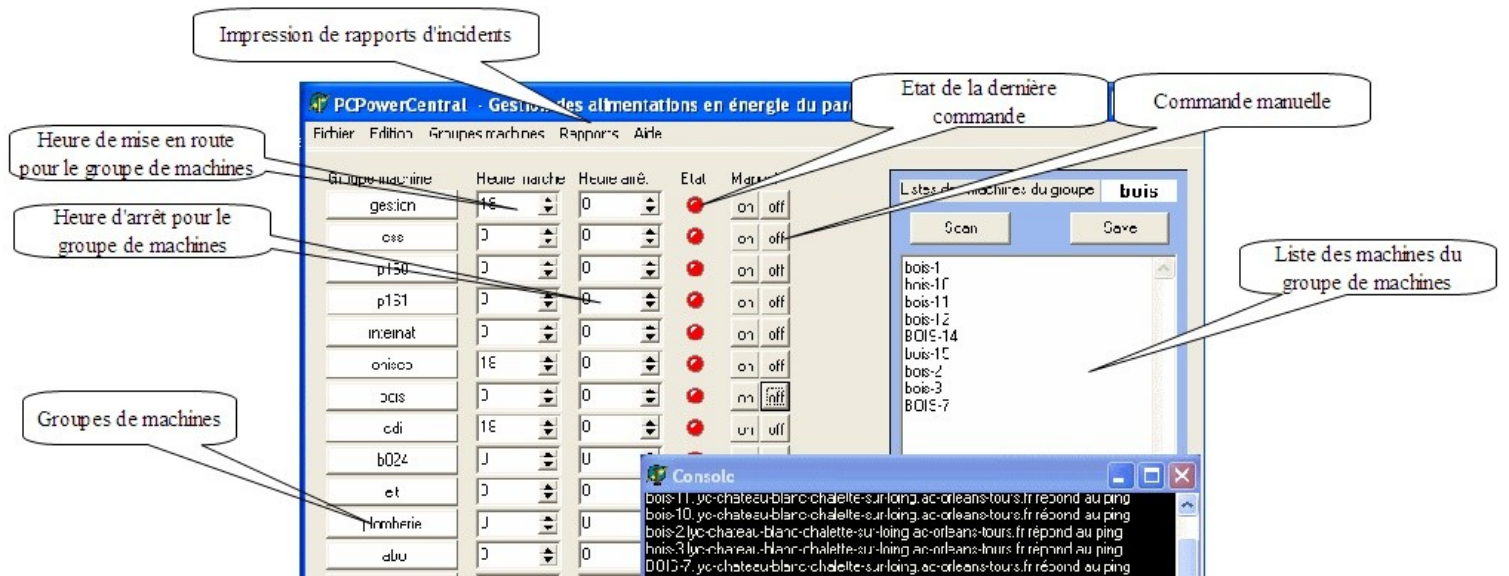 Impression de rapports d'incidents
Etat de la dernière
commande
Commande manuelle
PCPowerCentral - Gestion des alimentations en énergie du parc
Heure de mise en route
pour le groupe de machines
Fichier Edition Groupes machines Rapports Aide
Groupe machine Heure marche Heure arrêt Etat Manuel
Listes des machines du groupe bois
gestion 18 0 on off
Heure d'arrêt pour le
groupe de machines
Scan Save
0 0 on off
Liste des machines du
groupe de machines
0 0 on off
0 0 on off
internat 0 0 on off
18 0 on off
bois 0 0 on off
cdi 18 0 on off
bois-1
bois-10
bois-11
bois-12
BOIS-14
bois-15
bois-2
bois-3
BOIS-7
Groupes de machines
b024 0 0
et 0 0
plomberie 0 0
0 0
Console
bois-11.lyc-chateau-blanc-chalette-sur-loing.ac-orleans-tours.fr répond au ping
bois-10.lyc-chateau-blanc-chalette-sur-loing.ac-orleans-tours.fr répond au ping
bois-2.lyc-chateau-blanc-chalette-sur-loing.ac-orleans-tours.fr répond au ping
bois-3.lyc-chateau-blanc-chalette-sur-loing.ac-orleans-tours.fr répond au ping
BOIS-7.lyc-chateau-blanc-chalette-sur-loing.ac-orleans-tours.fr répond au ping